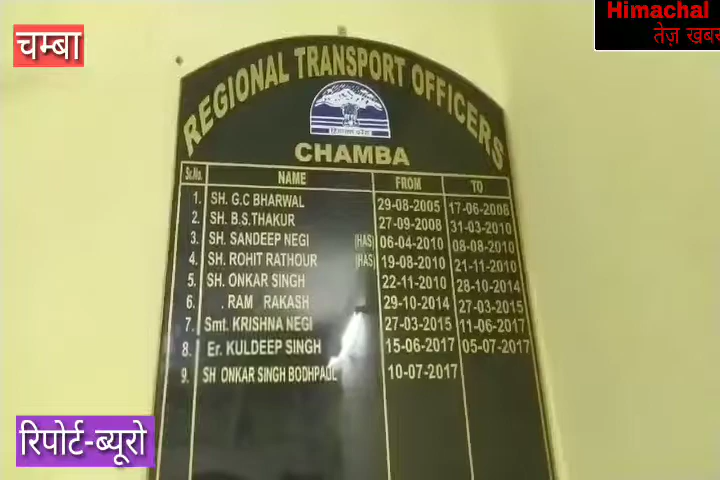 चम्बा
Himachal
तेज़ खबर
REGIONAL TRANSPORT OFFICERS
हिमाचल प्रदेश
CHAMBA
Sr.No. NAME FROM TO
1. SH. G.C BHARWAL 29-08-2005 17-06-2008
2. SH. B.S.THAKUR 27-09-2008 31-03-2010
3. SH. SANDEEP NEGI (HAS) 06-04-2010 08-08-2010
4. SH. ROHIT RATHOUR (HAS) 19-08-2010 21-11-2010
5. SH. ONKAR SINGH 22-11-2010 28-10-2014
6. . RAM RAKASH 29-10-2014 27-03-2015
7. Smt. KRISHNA NEGI 27-03-2015 11-06-2017
8. Er. KULDEEP SINGH 15-06-2017 05-07-2017
9. SH ONKAR SINGH BODHPAUL 10-07-2017
रिपोर्ट-ब्यूरो